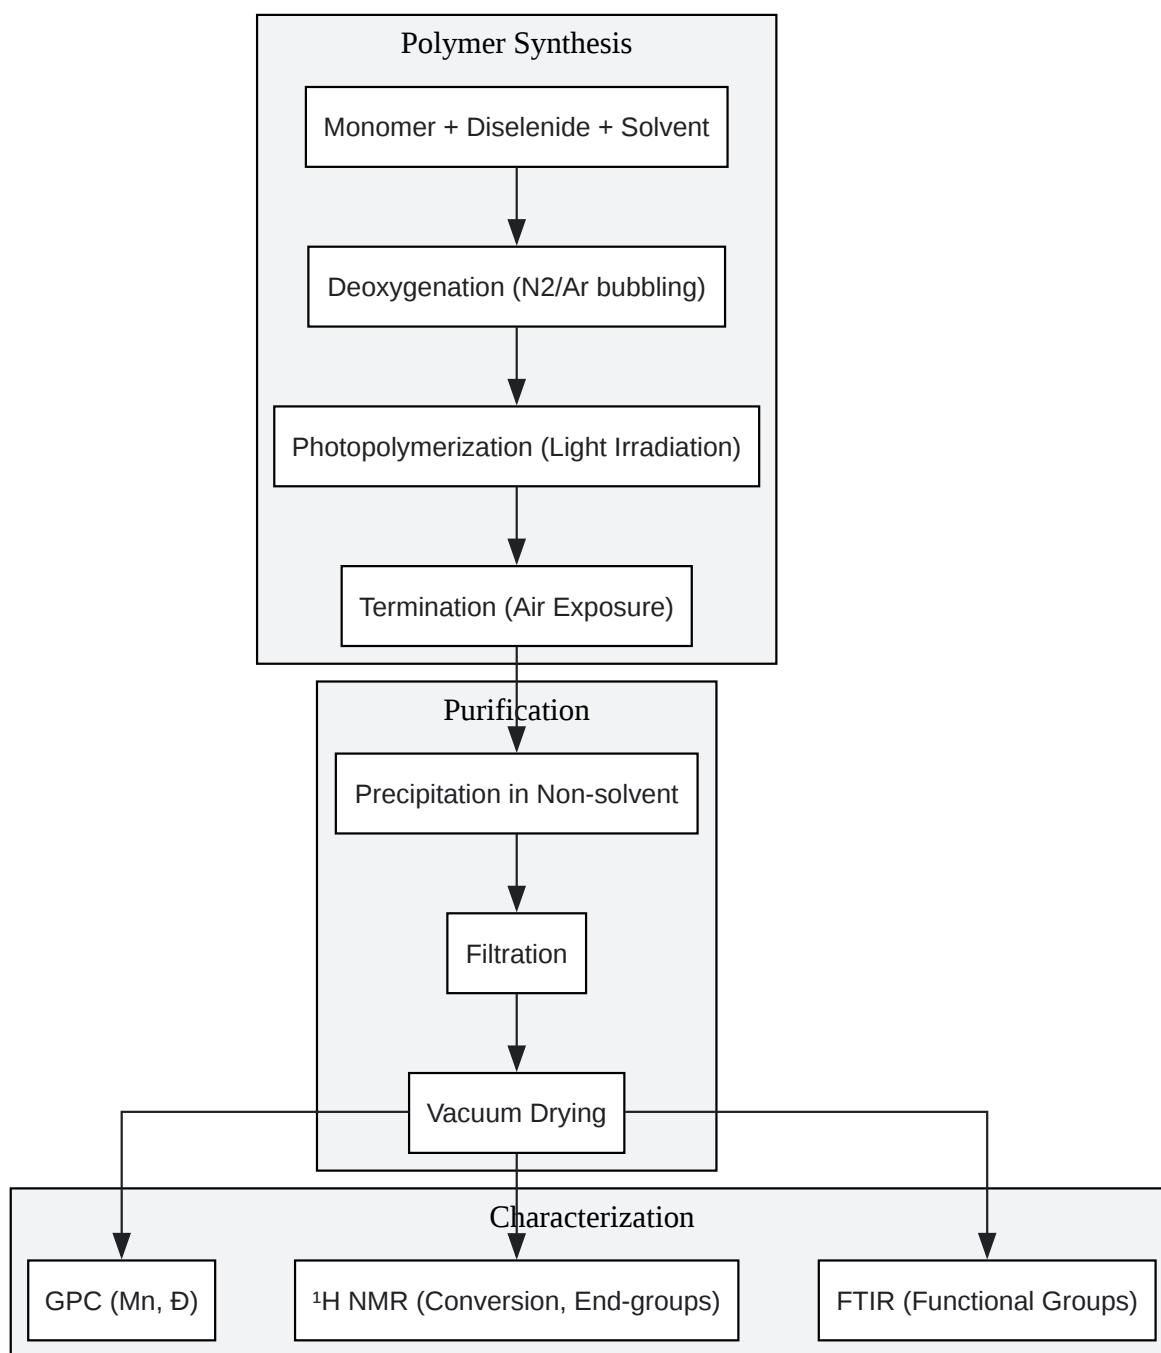 Polymer Synthesis
Monomer + Diselenide + Solvent
Deoxygenation (N2/Ar bubbling)
Photopolymerization (Light Irradiation)
Termination (Air Exposure)
Purification
Precipitation in Non-solvent
Filtration
Vacuum Drying
Characterization
GPC (Mn, Đ)
¹H NMR (Conversion, End-groups)
FTIR (Functional Groups)